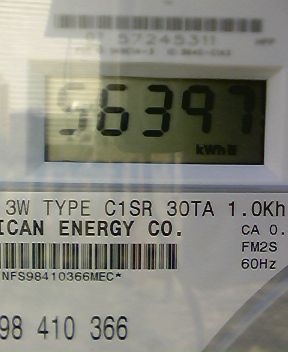 57245311
56397
kWh
3W TYPE C1SR 30TA 1.0Kh
ICAN ENERGY CO.
CA 0.
FM2S
60Hz
NFS98410366MEC*
98 410 366